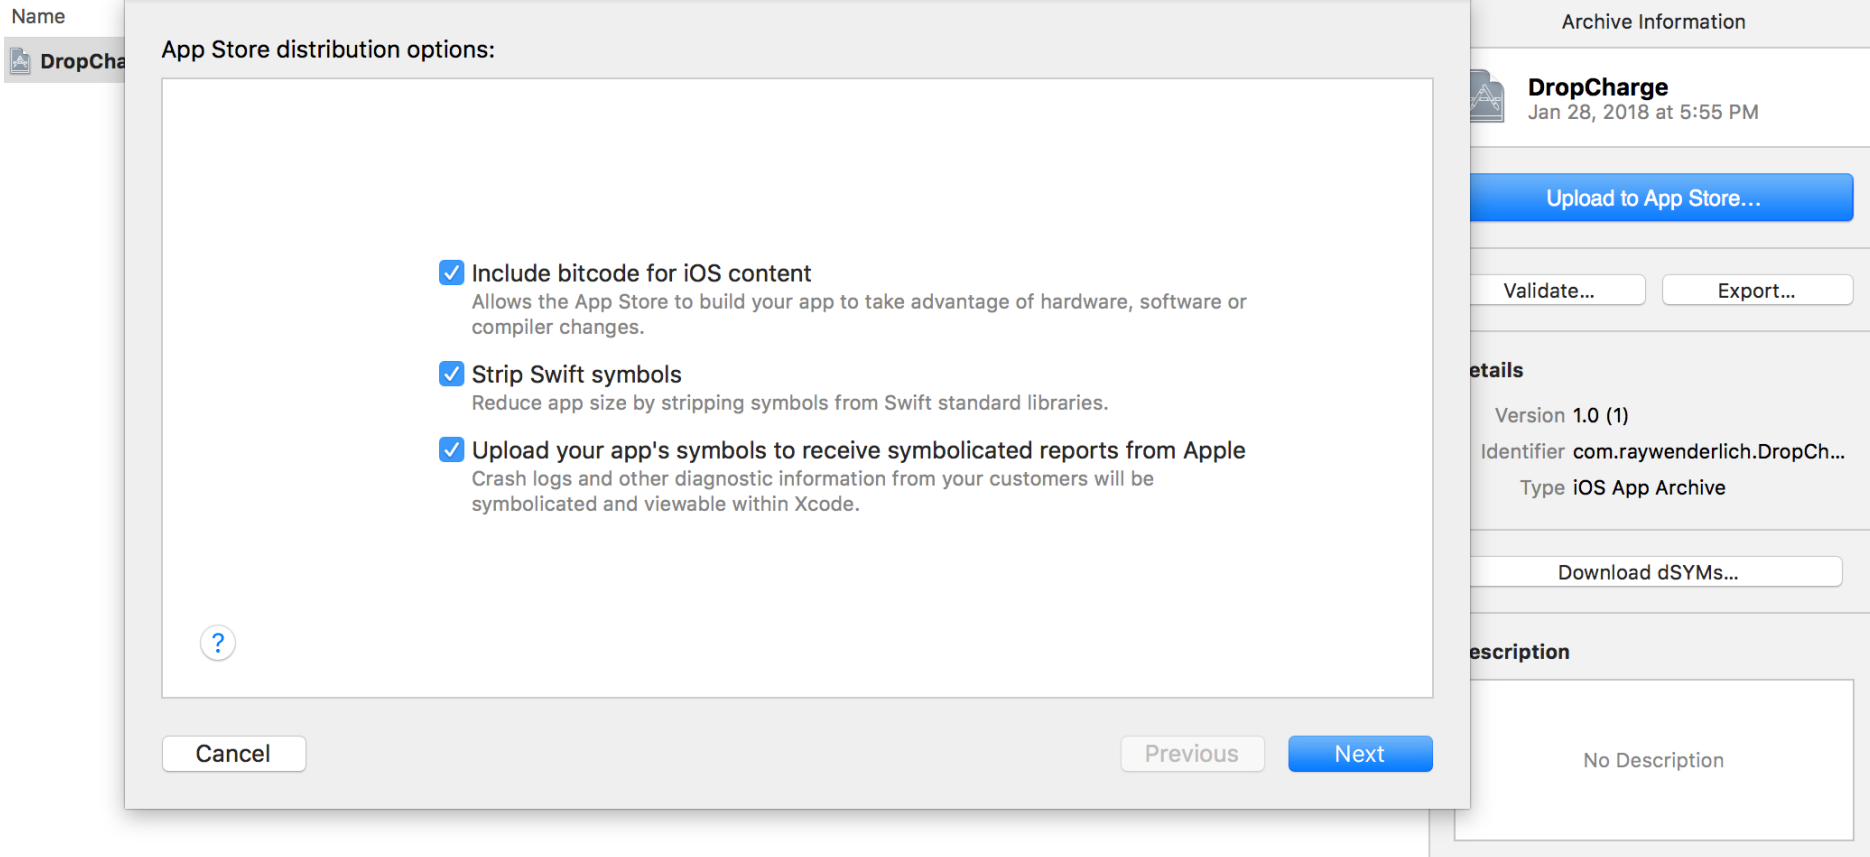 Name
DropCha
App Store distribution options:
Include bitcode for iOS content
Allows the App Store to build your app to take advantage of hardware, software or
compiler changes.
Strip Swift symbols
Reduce app size by stripping symbols from Swift standard libraries.
Upload your app's symbols to receive symbolicated reports from Apple
Crash logs and other diagnostic information from your customers will be
symbolicated and viewable within Xcode.
?
Cancel
Previous
Next
Archive Information
DropCharge
Jan 28, 2018 at 5:55 PM
Upload to App Store...
Validate...
Export...
etails
Version 1.0 (1)
Identifier com.raywenderlich.DropCh...
Type iOS App Archive
Download dSYMs...
escription
No Description